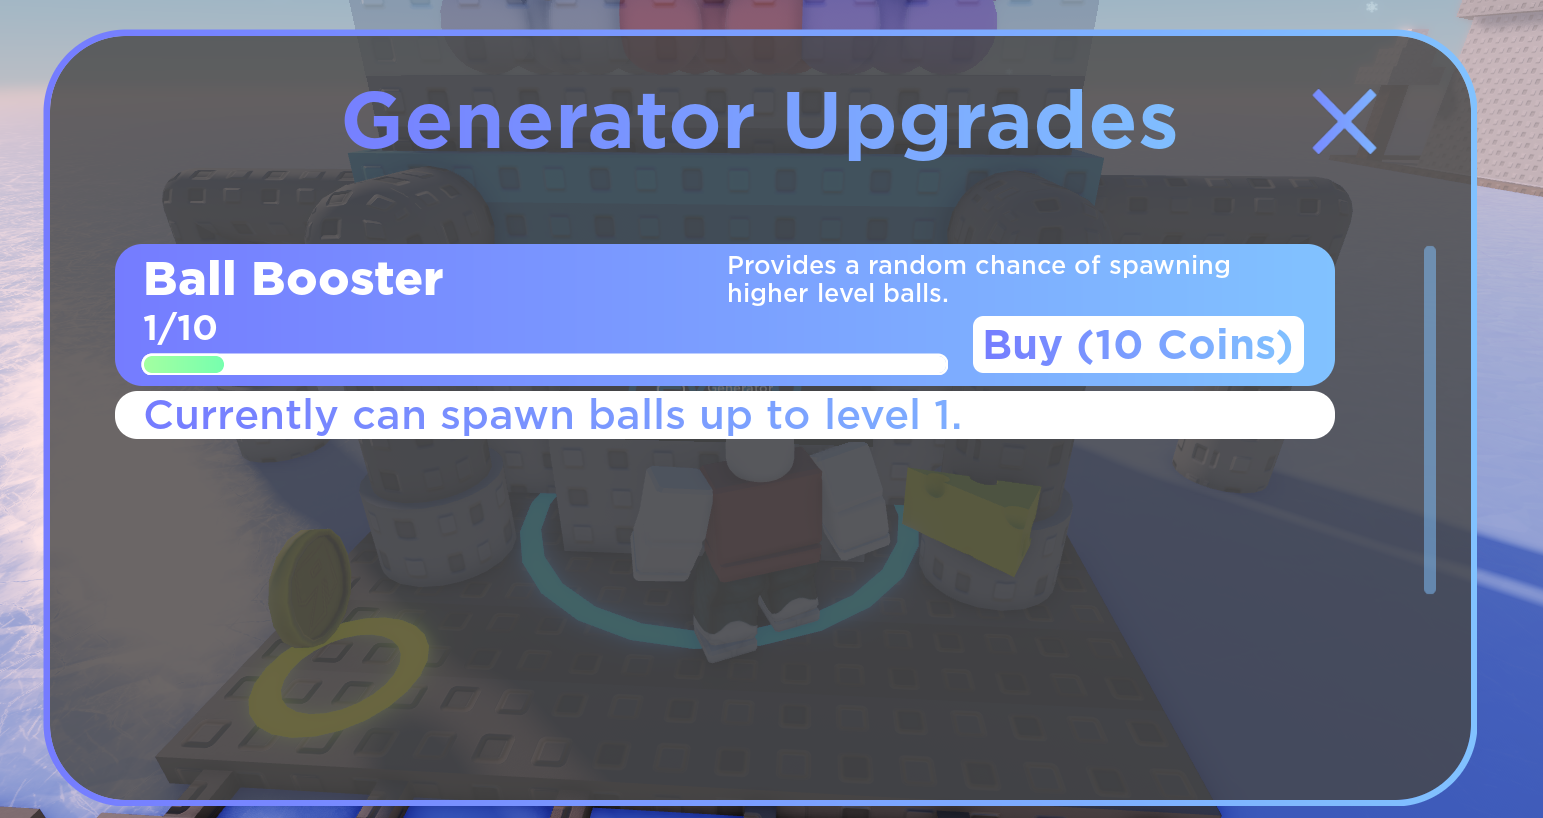 Generator Upgrades
Ball Booster
Provides a random chance of spawning
higher level balls.
1/10
Buy (10 Coins)
Generator
Currently can spawn balls up to level 1.